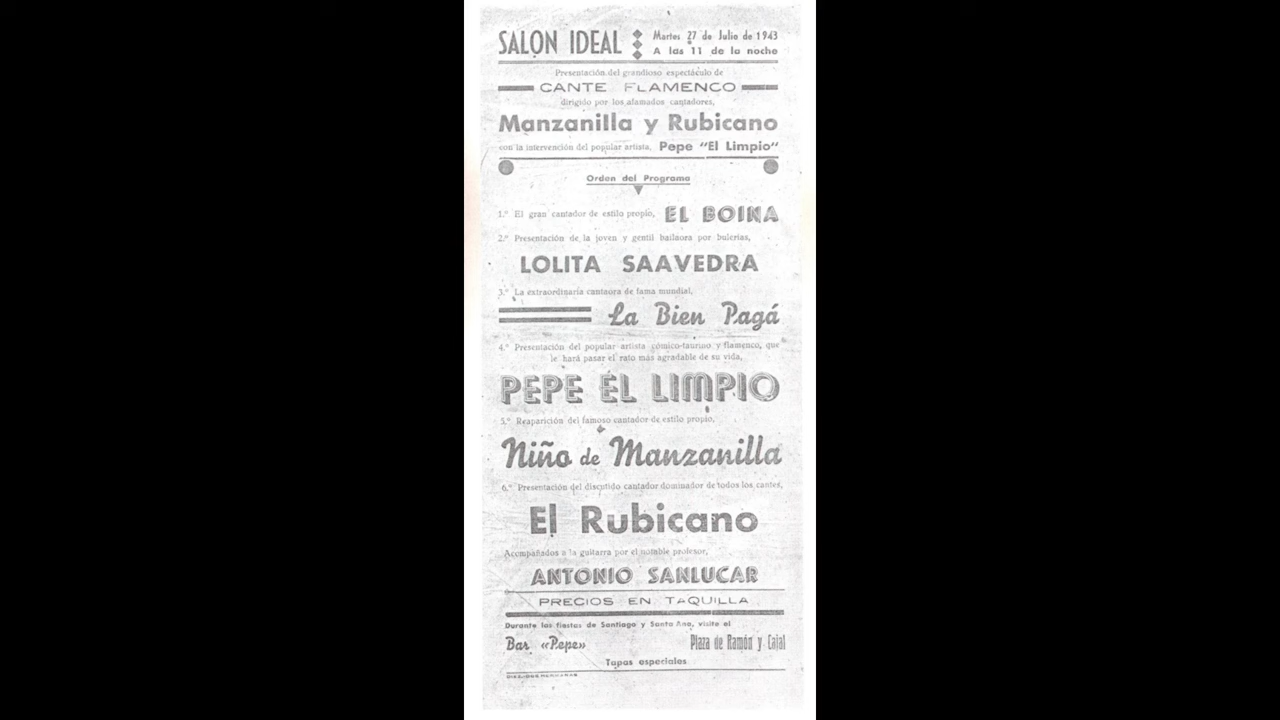 SALON IDEAL
Martes 27 de Julio de 1943
A las 11 de la noche
Presentación del grandioso espectáculo de
CANTE FLAMENCO
dirigido por los afamados cantadores,
Manzanilla y Rubicano
con la intervención del popular artista, Pepe "El Limpio"
Orden del Programa
1.º El gran cantador de estilo propio, EL BOINA
2.º Presentación de la joven y gentil bailaora por bulerías,
LOLITA SAAVEDRA
3.º La extraordinaria cantaora de fama mundial,
La Bien Pagá
4.º Presentación del popular artista cómico-taurino y flamenco, que
le hará pasar el rato más agradable de su vida,
PEPE EL LIMPIO
5.º Reaparición del famoso cantador de estilo propio,
Niño de Manzanilla
6.º Presentación del discutido cantador dominador de todos los cantes,
El Rubicano
Acompañados a la guitarra por el notable profesor,
ANTONIO SANLUCAR
PRECIOS EN TAQUILLA
Durante las fiestas de Santiago y Santa Ana, visite el
Bar «Pepe» Plaza de Ramón y Cajal
Tapas especiales